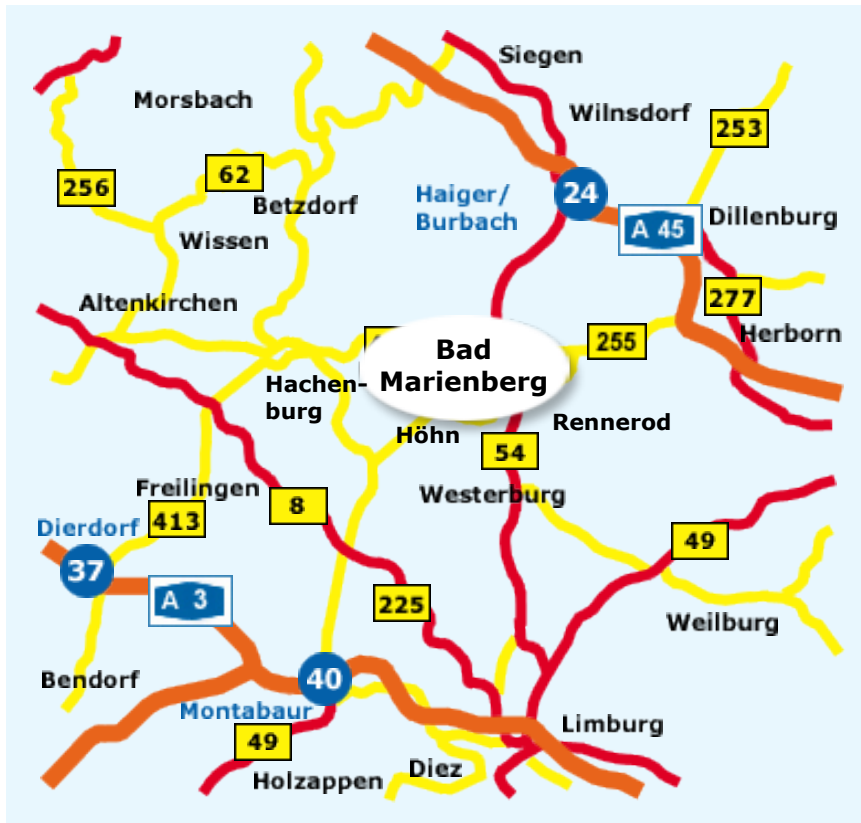 Siegen
Morsbach
Wilnsdorf
253
62
256
Betzdorf
Haiger/
Burbach
24
A 45
Dillenburg
Wissen
277
Altenkirchen
Herborn
255
Bad
Marienberg
Hachen-
burg
Höhn
Rennerod
54
Freilingen
8
Westerburg
413
Dierdorf
49
37
A 3
225
Weilburg
Bendorf
40
Montabaur
49
Limburg
Holzappen
Diez